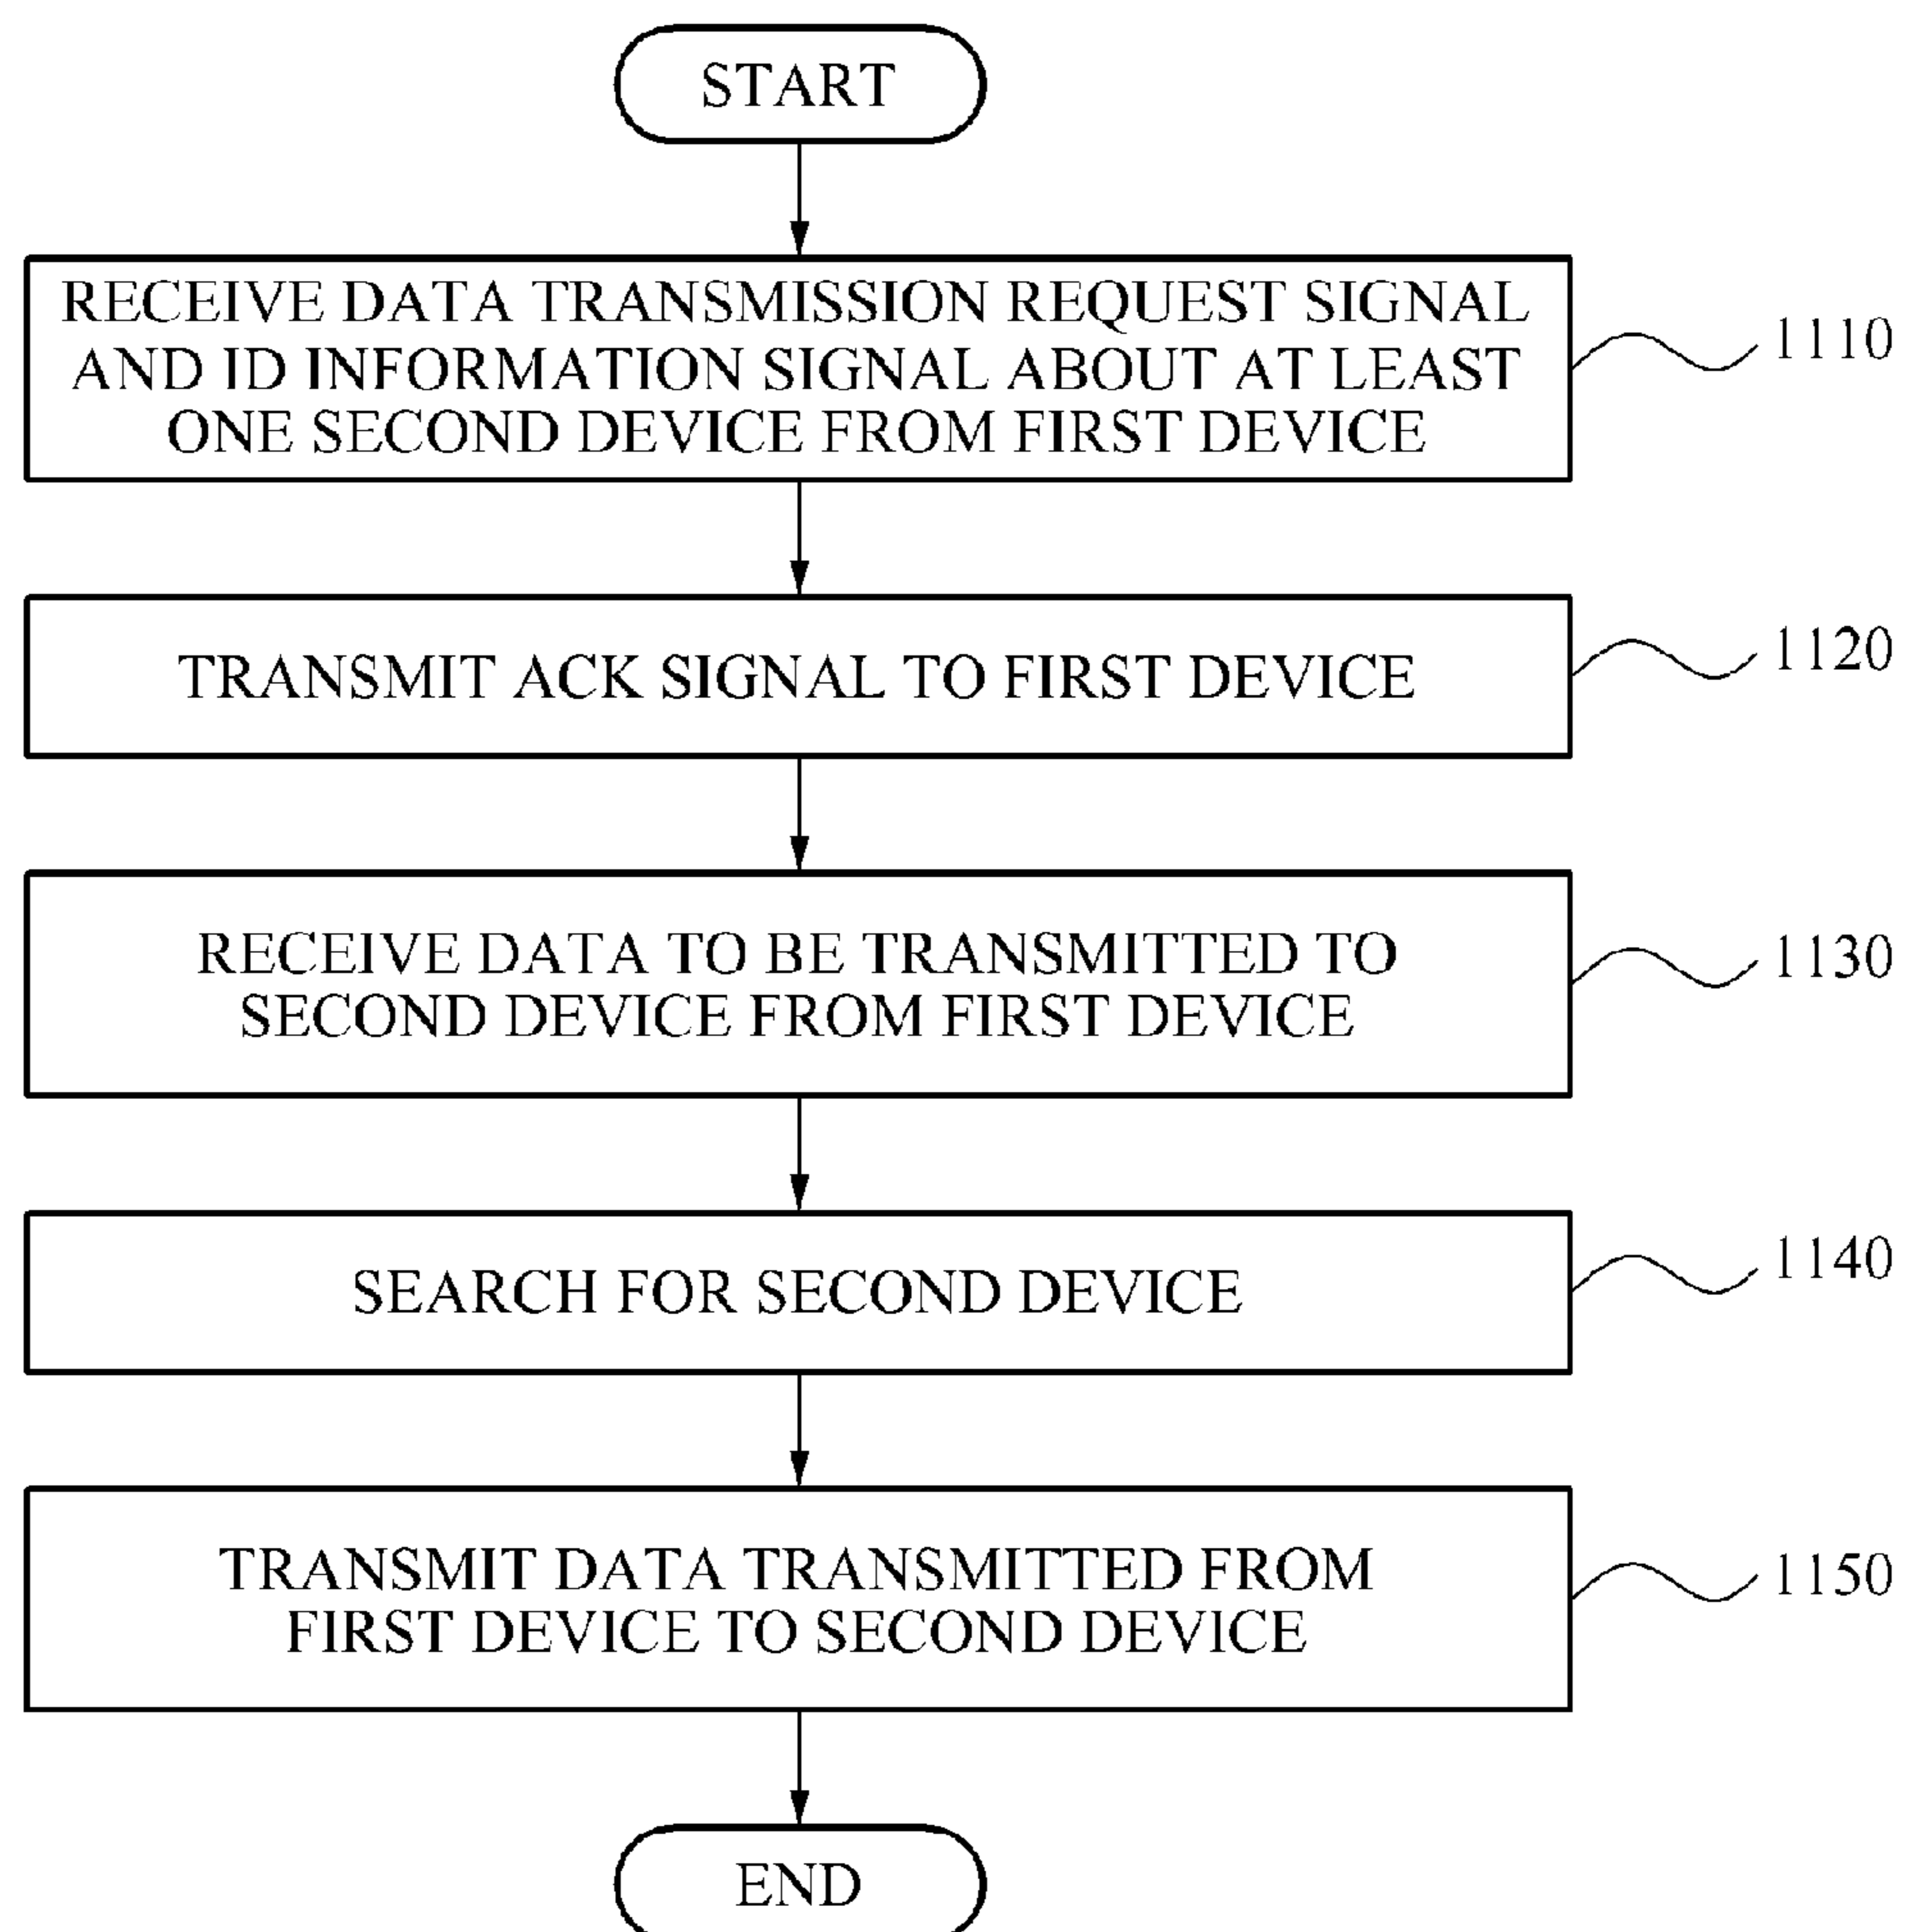 START
RECEIVE DATA TRANSMISSION REQUEST SIGNAL
AND ID INFORMATION SIGNAL ABOUT AT LEAST
ONE SECOND DEVICE FROM FIRST DEVICE
1110
TRANSMIT ACK SIGNAL TO FIRST DEVICE
1120
RECEIVE DATA TO BE TRANSMITTED TO
SECOND DEVICE FROM FIRST DEVICE
1130
SEARCH FOR SECOND DEVICE
1140
TRANSMIT DATA TRANSMITTED FROM
FIRST DEVICE TO SECOND DEVICE
1150
END